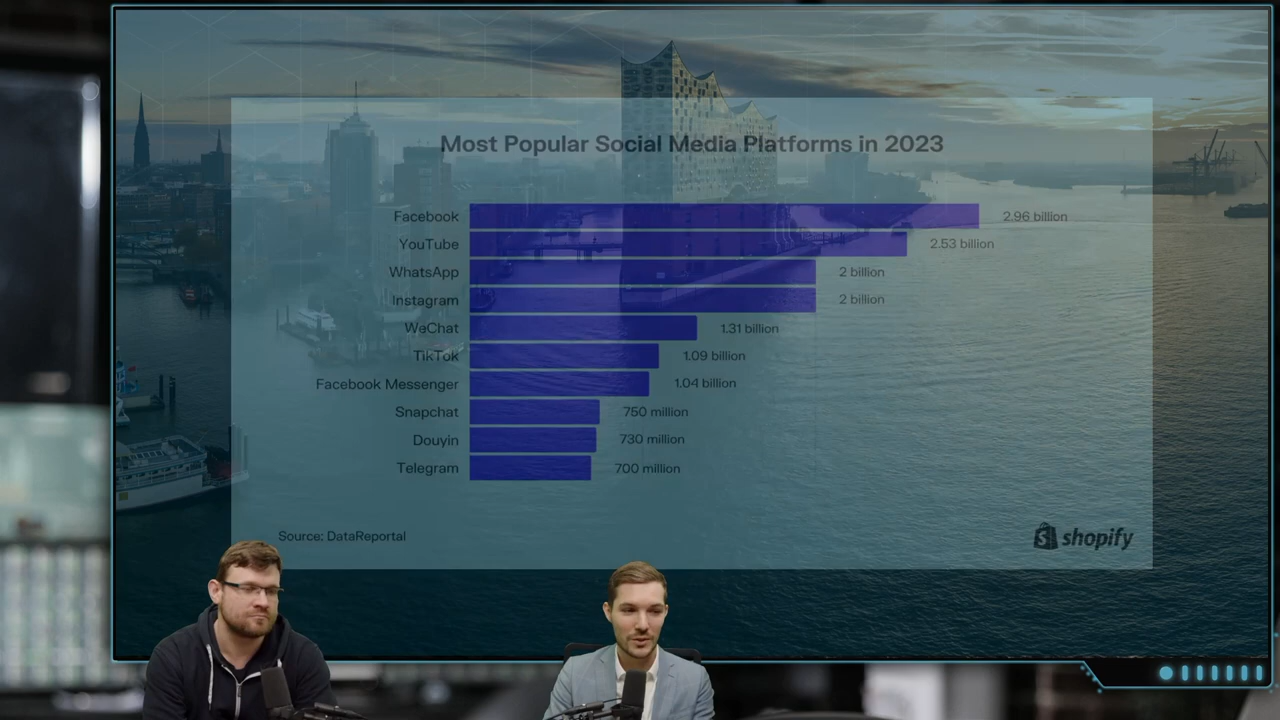 Most Popular Social Media Platforms in 2023
Facebook 2.96 billion
YouTube 2.53 billion
WhatsApp 2 billion
Instagram 2 billion
WeChat 1.31 billion
TikTok 1.09 billion
Facebook Messenger 1.04 billion
Snapchat 750 million
Douyin 730 million
Telegram 700 million
Source: DataReportal
shopify